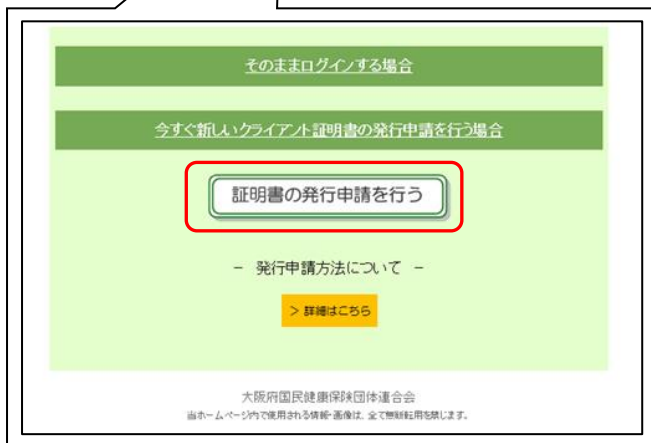 そのままログインする場合
今すぐ新しいクライアント証明書の発行申請を行う場合
証明書の発行申請を行う
－ 発行申請方法について －
＞詳細はこちら
大阪府国民健康保険団体連合会
当ホームページ内で使用される情報・画像は、全て無断転用を禁じます。